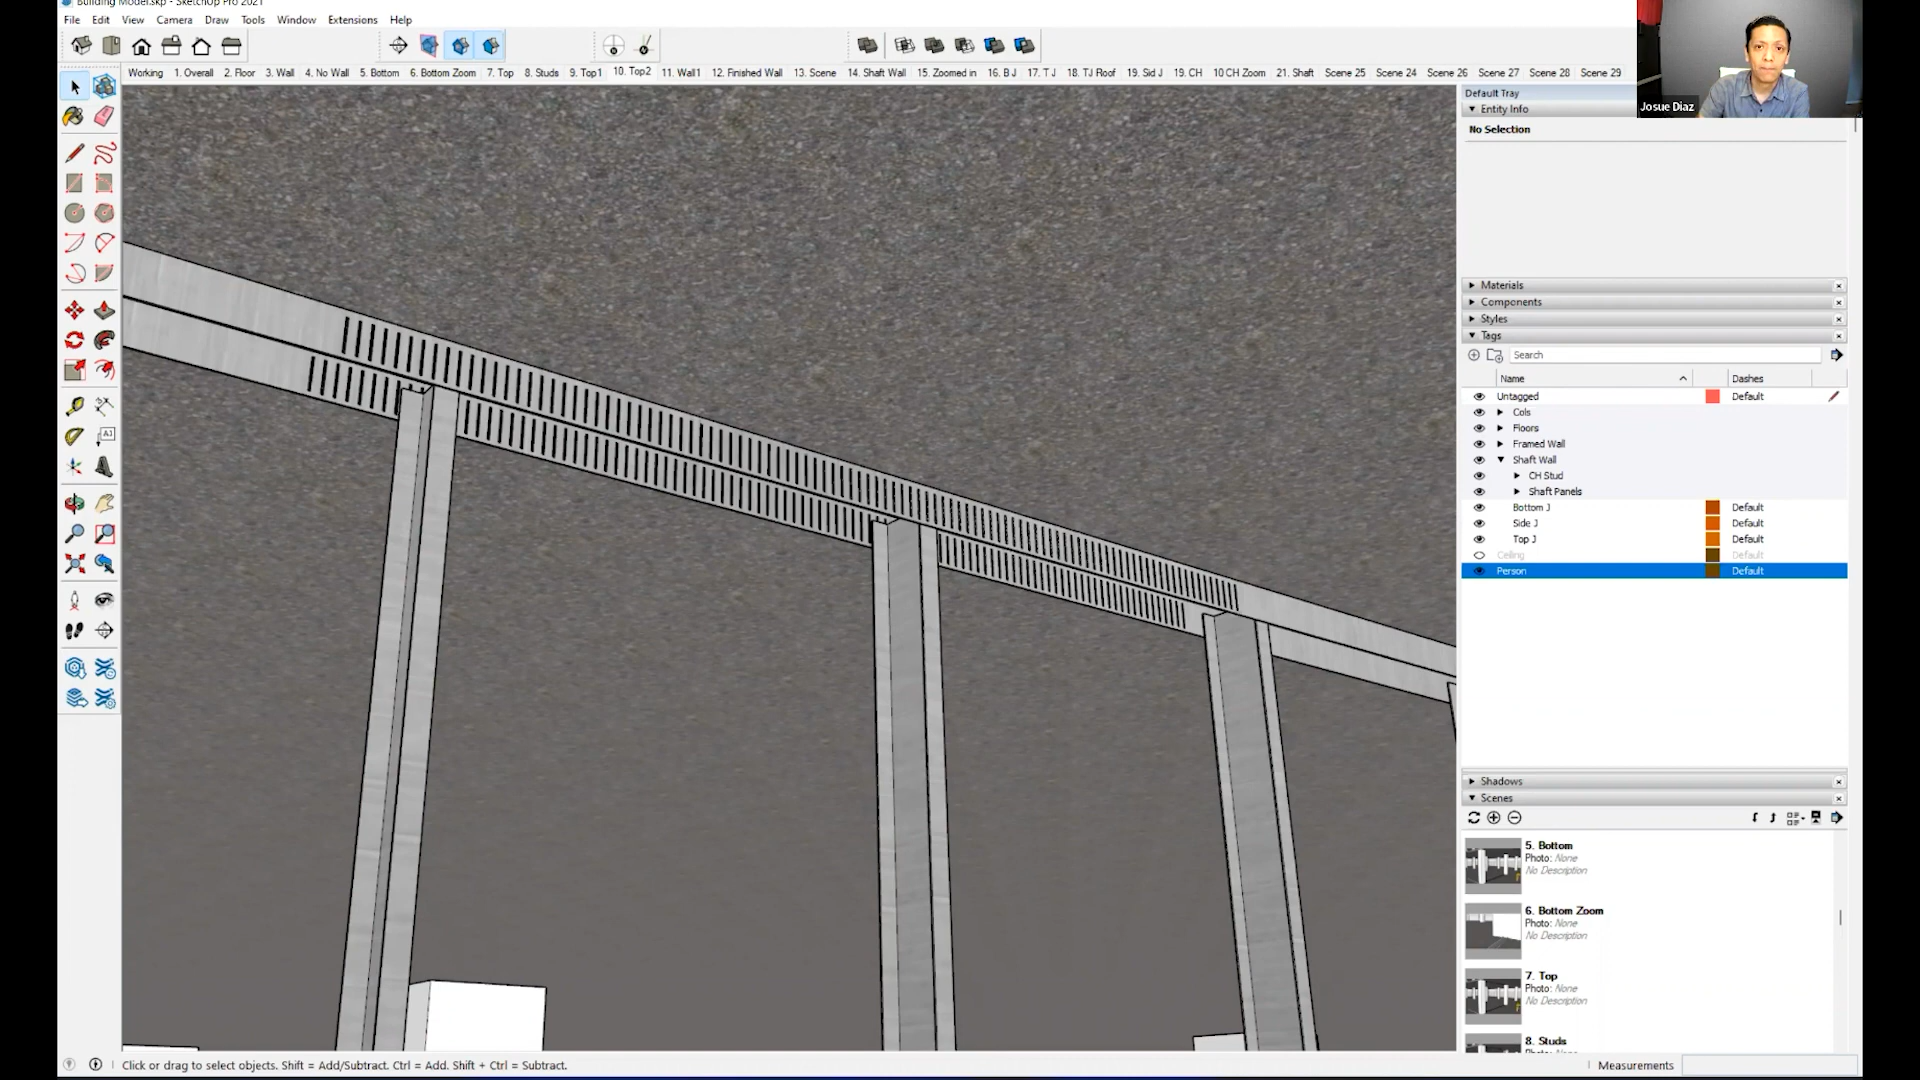 Building Model.skp - SketchUp Pro 2021
File Edit View Camera Draw Tools Window Extensions Help
Working 1. Overall 2. Floor 3. Wall 4. No Wall 5. Bottom 6. Bottom Zoom 7. Top 8. Studs 9. Top1 10. Top2 11. Wall1 12. Finished Wall 13. Scene 14. Shaft Wall 15. Zoomed in 16. B J 17. T J 18. TJ Roof 19. Sid J 19. CH 10 CH Zoom 21. Shaft Scene 25 Scene 24 Scene 26 Scene 27 Scene 28 Scene 29
Josue Diaz
Default Tray
Entity Info
No Selection
Materials
Components
Styles
Tags
Search
Name Dashes
Untagged Default
Cols
Floors
Framed Wall
Shaft Wall
CH Stud
Shaft Panels
Bottom J Default
Side J Default
Top J Default
Ceiling Default
Person Default
Shadows
Scenes
5. Bottom
Photo: None
No Description
6. Bottom Zoom
Photo: None
No Description
7. Top
Photo: None
No Description
8. Studs
Click or drag to select objects. Shift = Add/Subtract. Ctrl = Add. Shift + Ctrl = Subtract.
Measurements